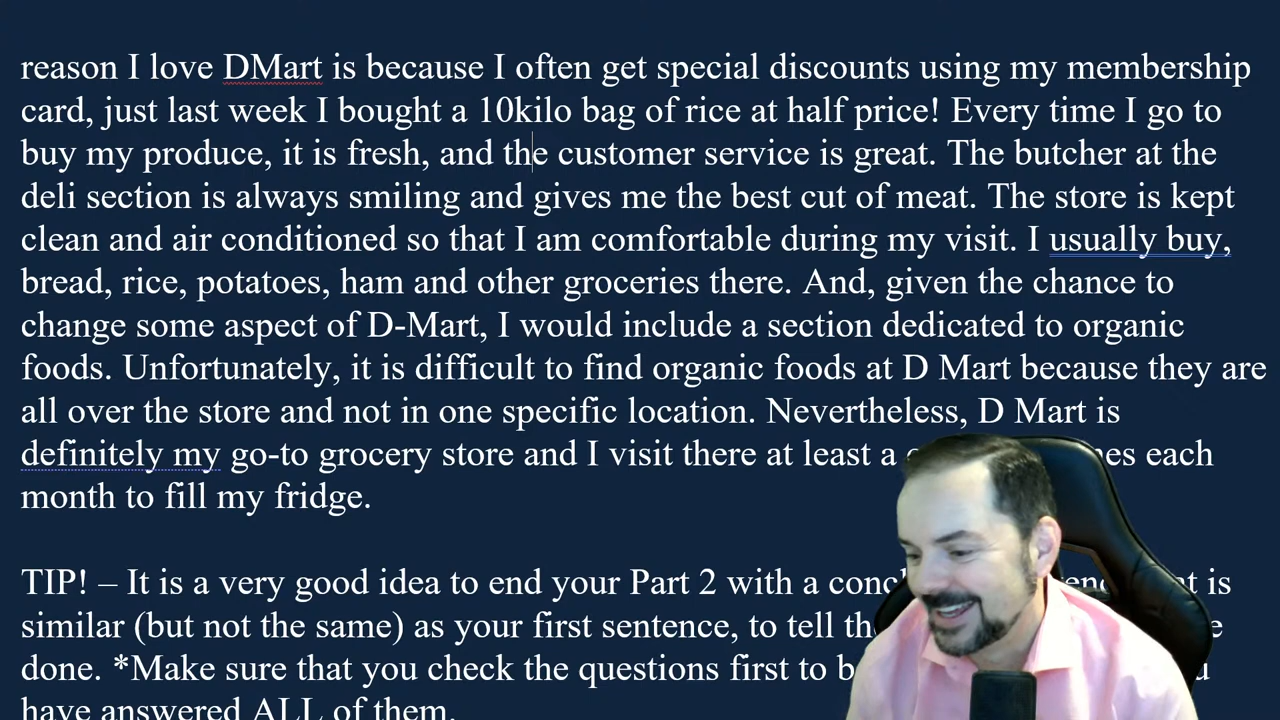 reason I love DMart is because I often get special discounts using my membership
card, just last week I bought a 10kilo bag of rice at half price! Every time I go to
buy my produce, it is fresh, and the customer service is great. The butcher at the
deli section is always smiling and gives me the best cut of meat. The store is kept
clean and air conditioned so that I am comfortable during my visit. I usually buy,
bread, rice, potatoes, ham and other groceries there. And, given the chance to
change some aspect of D-Mart, I would include a section dedicated to organic
foods. Unfortunately, it is difficult to find organic foods at D Mart because they are
all over the store and not in one specific location. Nevertheless, D Mart is
definitely my go-to grocery store and I visit there at least a each
month to fill my fridge.
TIP! – It is a very good idea to end your Part 2 with a is
similar (but not the same) as your first sentence, to tell
done. *Make sure that you check the questions first to
have answered ALL of them.